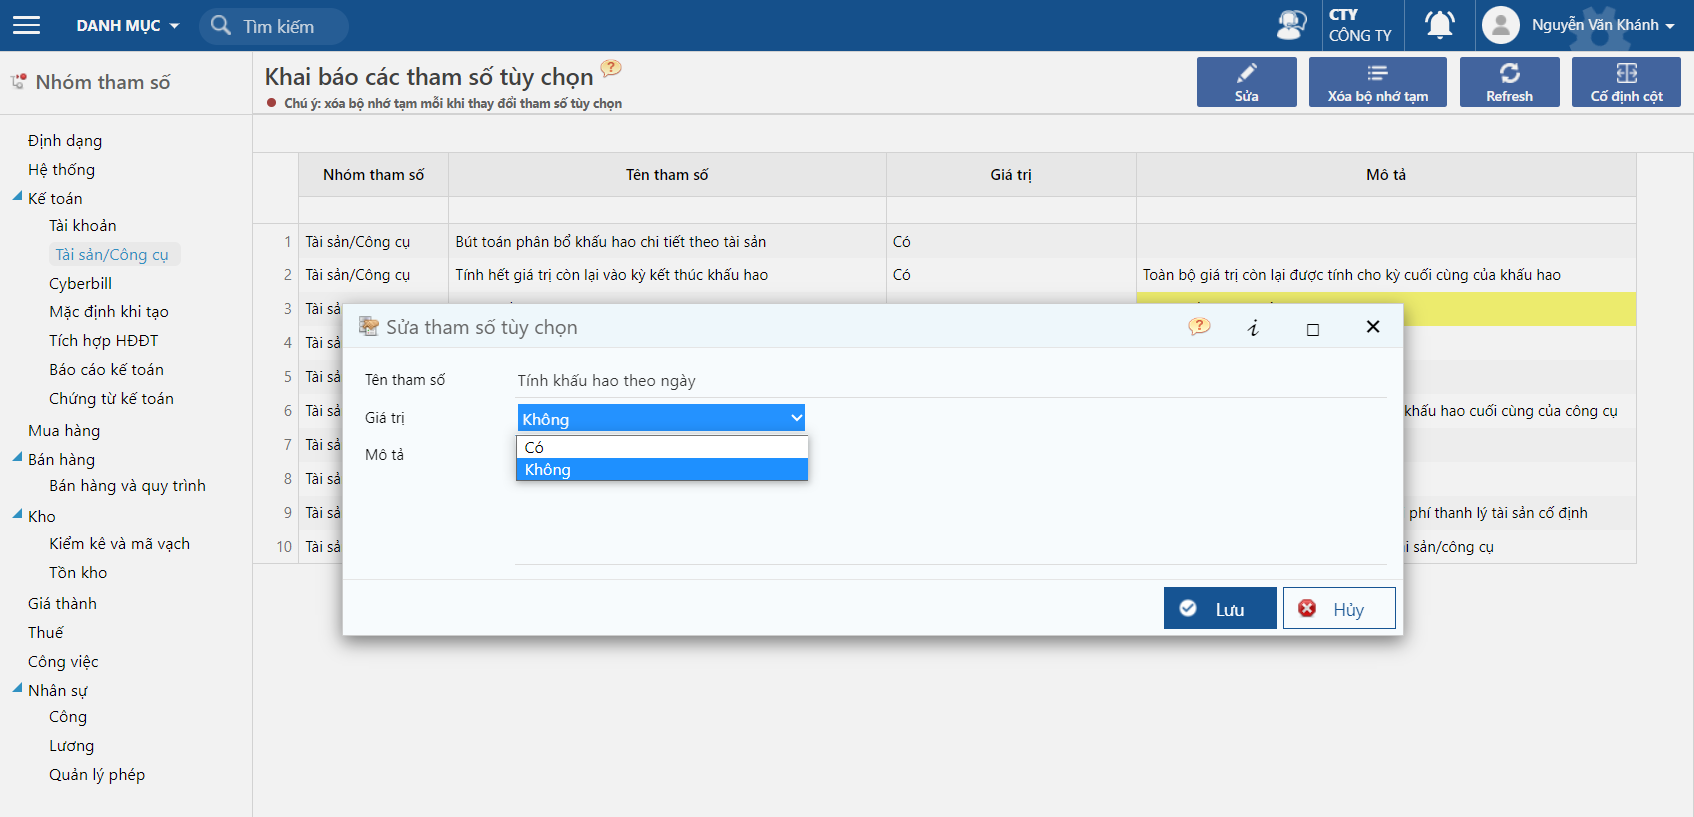 DANH MỤC
Tìm kiếm
CTY
CÔNG TY
Nguyễn Văn Khánh
Nhóm tham số
Định dạng
Hệ thống
Kế toán
Tài khoản
Tài sản/Công cụ
Cyberbill
Mặc định khi tạo
Tích hợp HĐĐT
Báo cáo kế toán
Chứng từ kế toán
Mua hàng
Bán hàng
Bán hàng và quy trình
Kho
Kiểm kê và mã vạch
Tồn kho
Giá thành
Thuế
Công việc
Nhân sự
Công
Lương
Quản lý phép
Khai báo các tham số tùy chọn
Chú ý: xóa bộ nhớ tạm mỗi khi thay đổi tham số tùy chọn
Sửa
Xóa bộ nhớ tạm
Refresh
Cố định cột
Nhóm tham số Tên tham số Giá trị Mô tả
1 Tài sản/Công cụ Bút toán phân bổ khấu hao chi tiết theo tài sản Có
2 Tài sản/Công cụ Tính hết giá trị còn lại vào kỳ kết thúc khấu hao Có Toàn bộ giá trị còn lại được tính cho kỳ cuối cùng của khấu hao
3 Tài
4 Tài
5 Tài
6 Tài khấu hao cuối cùng của công cụ
7 Tài
8 Tài
9 Tài phí thanh lý tài sản cố định
10 Tài sản/công cụ
Sửa tham số tùy chọn
Tên tham số Tính khấu hao theo ngày
Giá trị Không
Có
Không
Mô tả
Lưu
Hủy